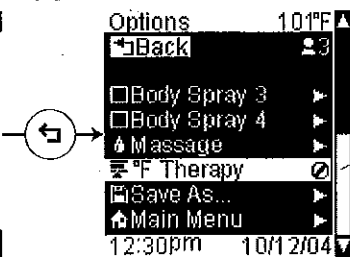 Options 101°F
Back 3
Body Spray 3
Body Spray 4
Massage
°F Therapy
Save As...
Main Menu
12:30pm 10/12/04